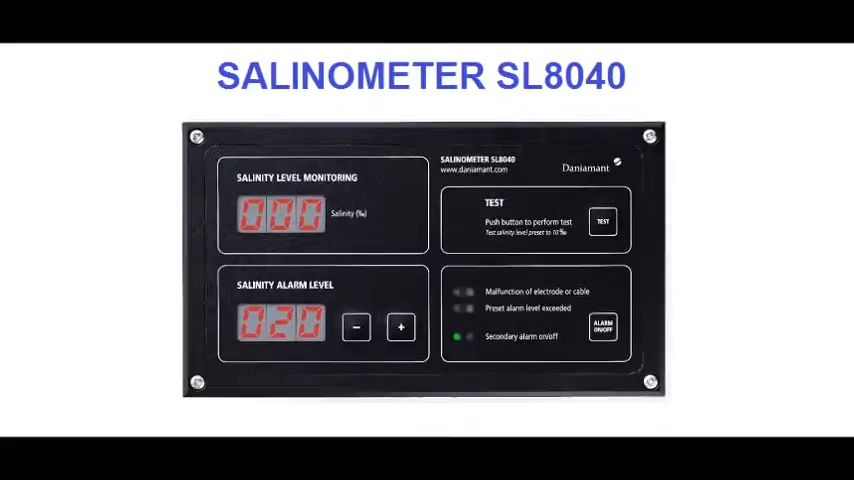 SALINOMETER SL8040
SALINITY LEVEL MONITORING
000
Salinity (‰)
SALINOMETER SL8040
www.daniamant.com
Daniamant
TEST
Push button to perform test
Test salinity level preset to 10‰
TEST
SALINITY ALARM LEVEL
020
−
+
Malfunction of electrode or cable
Preset alarm level exceeded
Secondary alarm on/off
ALARM
ON/OFF